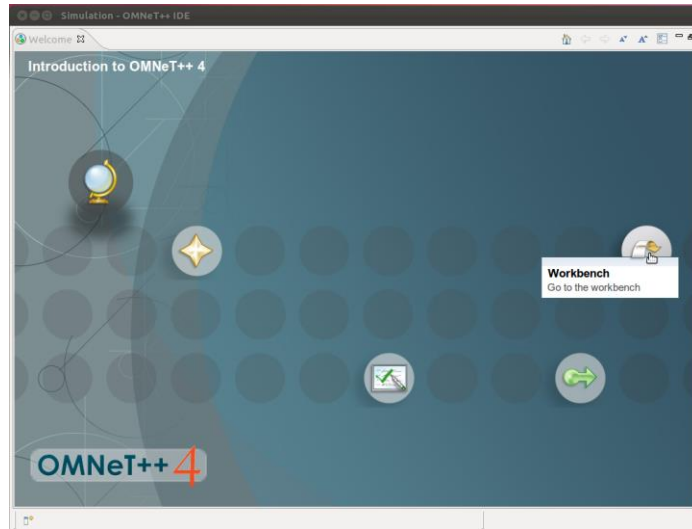 Simulation - OMNeT++ IDE
Welcome
Introduction to OMNeT++ 4
Workbench
Go to the workbench
OMNeT++ 4